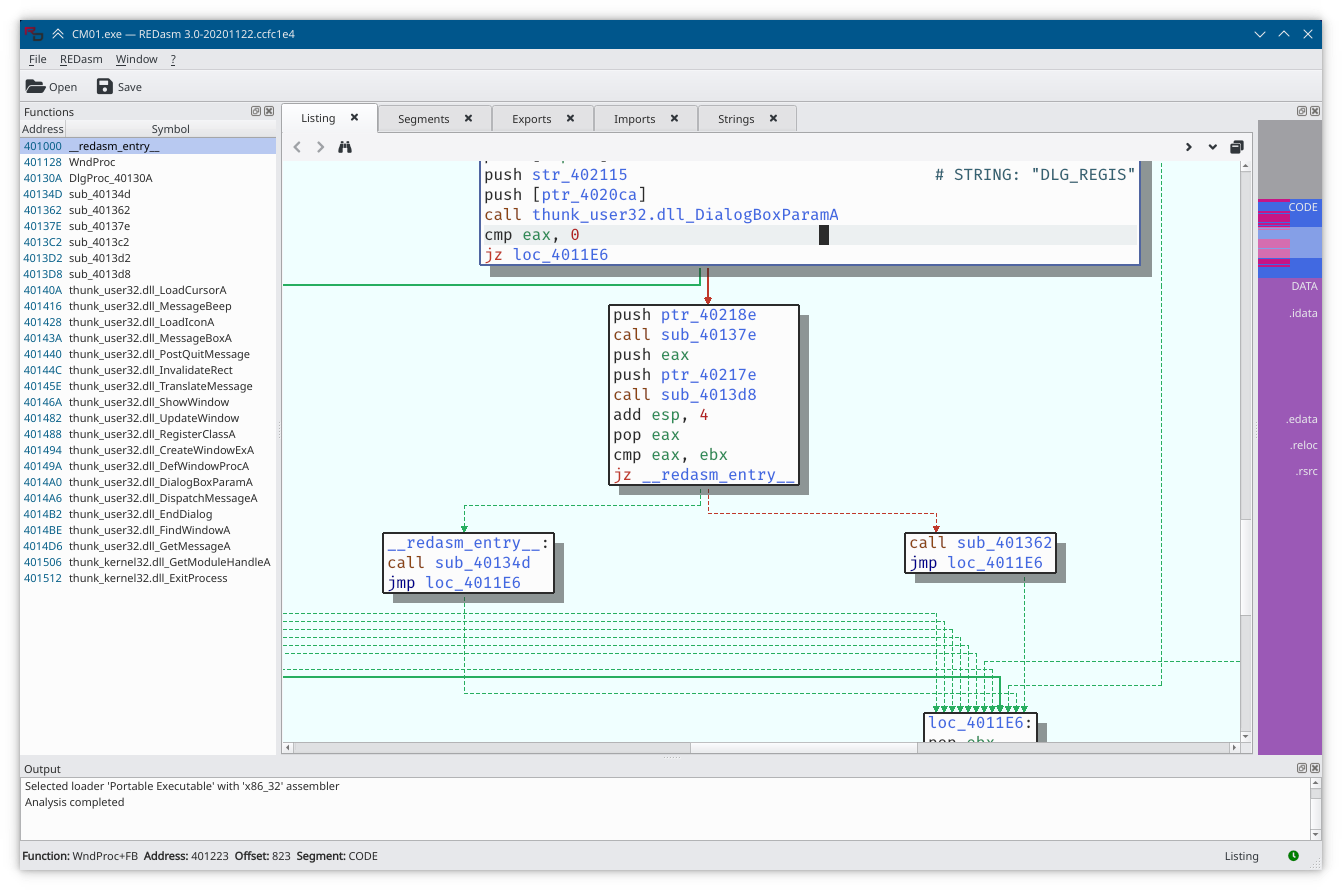 CM01.exe — REDasm 3.0-20201122.ccfc1e4
File REDasm Window ?
Open Save
Functions
Address Symbol
401000 __redasm_entry__
401128 WndProc
40130A DlgProc_40130A
40134D sub_40134d
401362 sub_401362
40137E sub_40137e
4013C2 sub_4013c2
4013D2 sub_4013d2
4013D8 sub_4013d8
40140A thunk_user32.dll_LoadCursorA
401416 thunk_user32.dll_MessageBeep
401428 thunk_user32.dll_LoadIconA
40143A thunk_user32.dll_MessageBoxA
401440 thunk_user32.dll_PostQuitMessage
40144C thunk_user32.dll_InvalidateRect
40145E thunk_user32.dll_TranslateMessage
40146A thunk_user32.dll_ShowWindow
401482 thunk_user32.dll_UpdateWindow
401488 thunk_user32.dll_RegisterClassA
401494 thunk_user32.dll_CreateWindowExA
40149A thunk_user32.dll_DefWindowProcA
4014A0 thunk_user32.dll_DialogBoxParamA
4014A6 thunk_user32.dll_DispatchMessageA
4014B2 thunk_user32.dll_EndDialog
4014BE thunk_user32.dll_FindWindowA
4014D6 thunk_user32.dll_GetMessageA
401506 thunk_kernel32.dll_GetModuleHandleA
401512 thunk_kernel32.dll_ExitProcess
Listing Segments Exports Imports Strings
push str_402115 # STRING: "DLG_REGIS"
push [ptr_4020ca]
call thunk_user32.dll_DialogBoxParamA
cmp eax, 0
jz loc_4011E6
push ptr_40218e
call sub_40137e
push eax
push ptr_40217e
call sub_4013d8
add esp, 4
pop eax
cmp eax, ebx
jz __redasm_entry__
__redasm_entry__:
call sub_40134d
jmp loc_4011E6
call sub_401362
jmp loc_4011E6
loc_4011E6:
pop ebx
CODE
DATA
.idata
.edata
.reloc
.rsrc
Output
Selected loader 'Portable Executable' with 'x86_32' assembler
Analysis completed
Function: WndProc+FB Address: 401223 Offset: 823 Segment: CODE
Listing